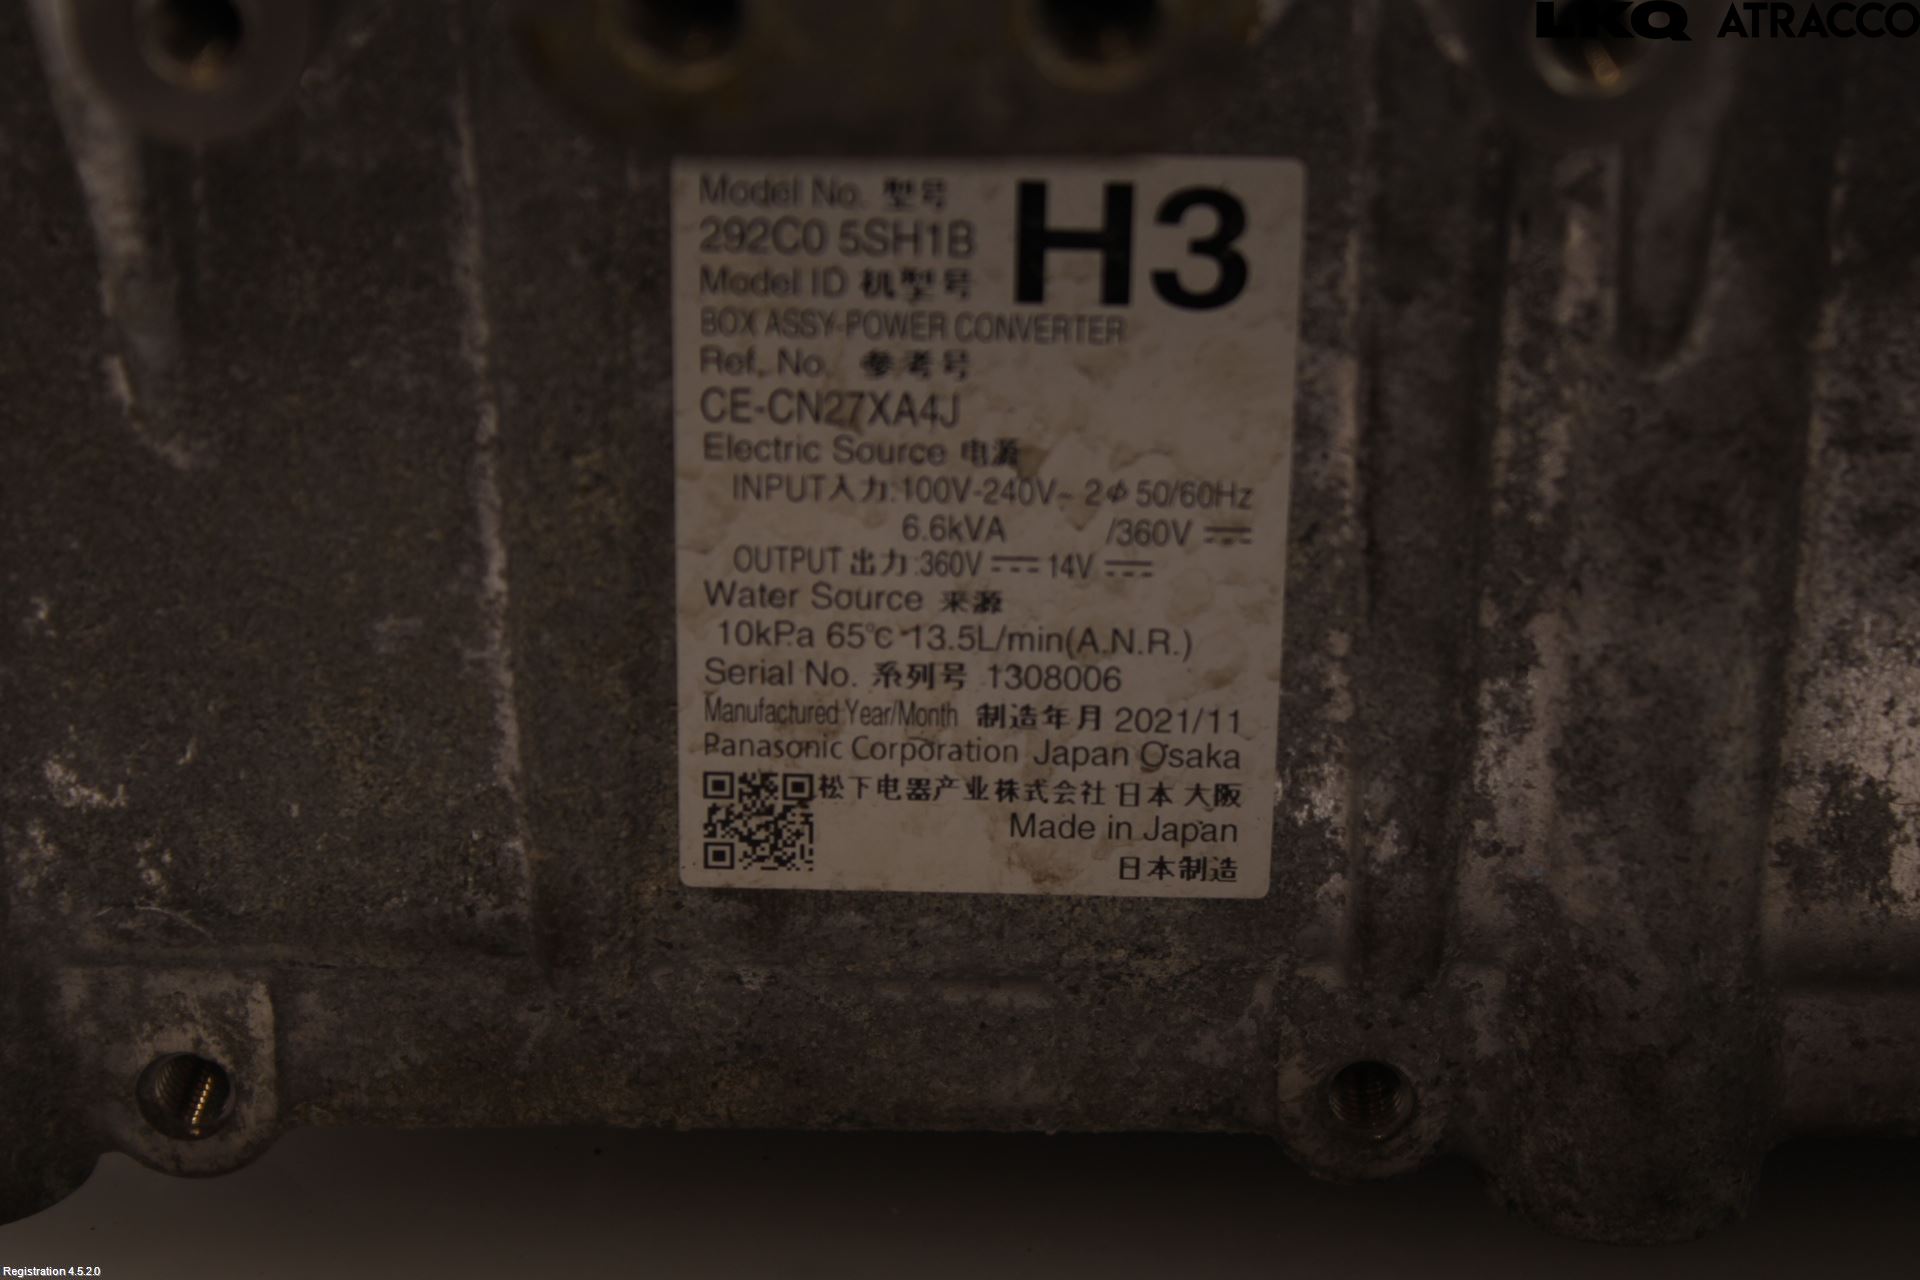 LKQ ATRACCO
Model No. 型号
292C0 5SH1B
H3
Model ID 机型号
BOX ASSY-POWER CONVERTER
Ref. No. 参考号
CE-CN27XA4J
Electric Source 电源
INPUT入力:100V-240V~ 2Φ 50/60Hz
6.6kVA /360V ⎓
OUTPUT 出力:360V ⎓ 14V ⎓
Water Source 来源
10kPa 65℃ 13.5L/min(A.N.R.)
Serial No. 系列号 1308006
Manufactured Year/Month 制造年月 2021/11
Panasonic Corporation Japan Osaka
松下电器产业株式会社 日本 大阪
Made in Japan
日本制造
Registration 4.5.2.0